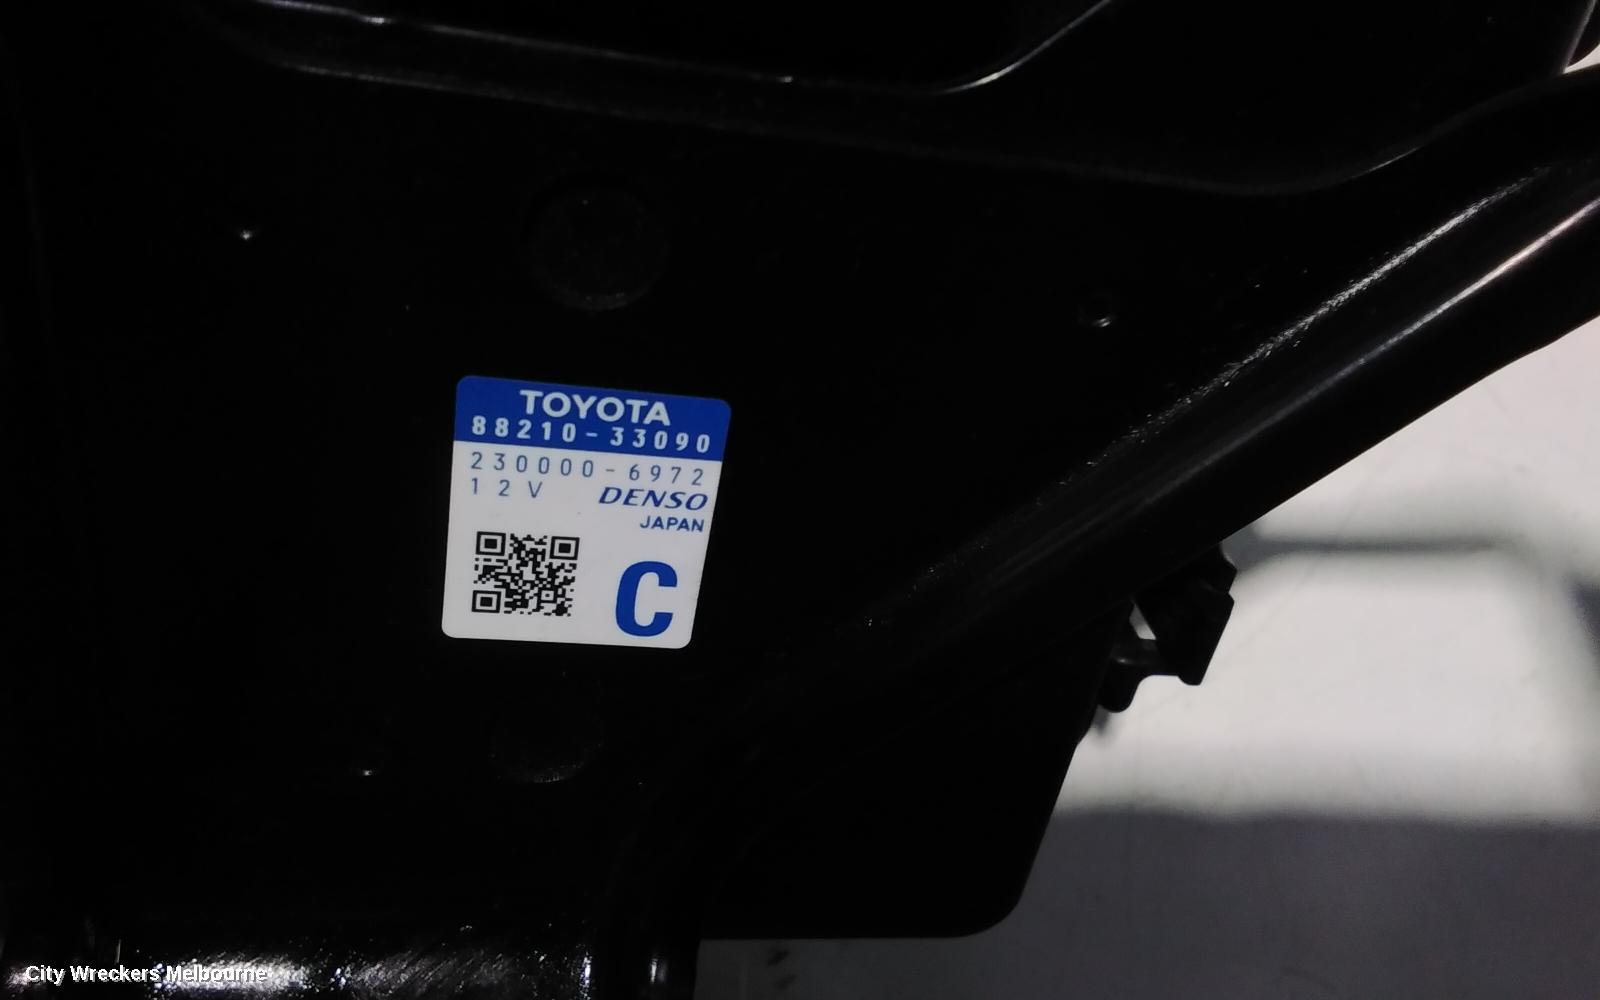 TOYOTA
88210-33090
230000-6972
12V
DENSO
JAPAN
C
City Wreckers Melbourne